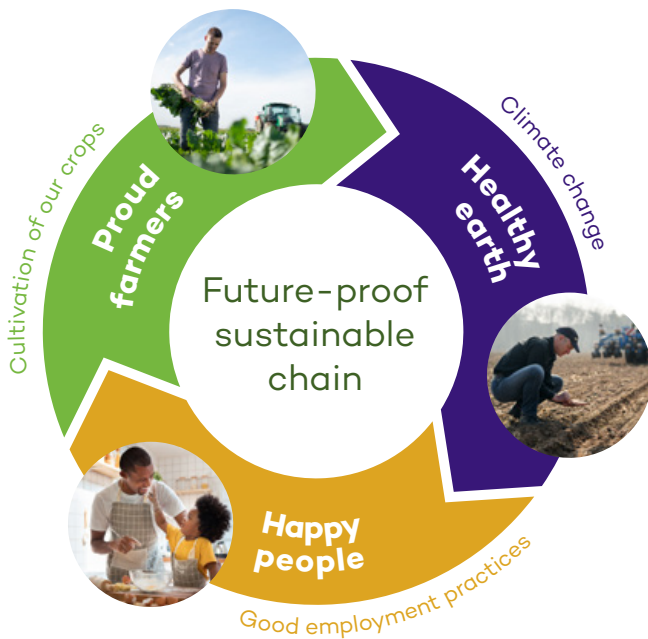 Cultivation of our crops
Proud
farmers
Climate change
Healthy
earth
Future-proof
sustainable
chain
Happy
people
Good employment practices